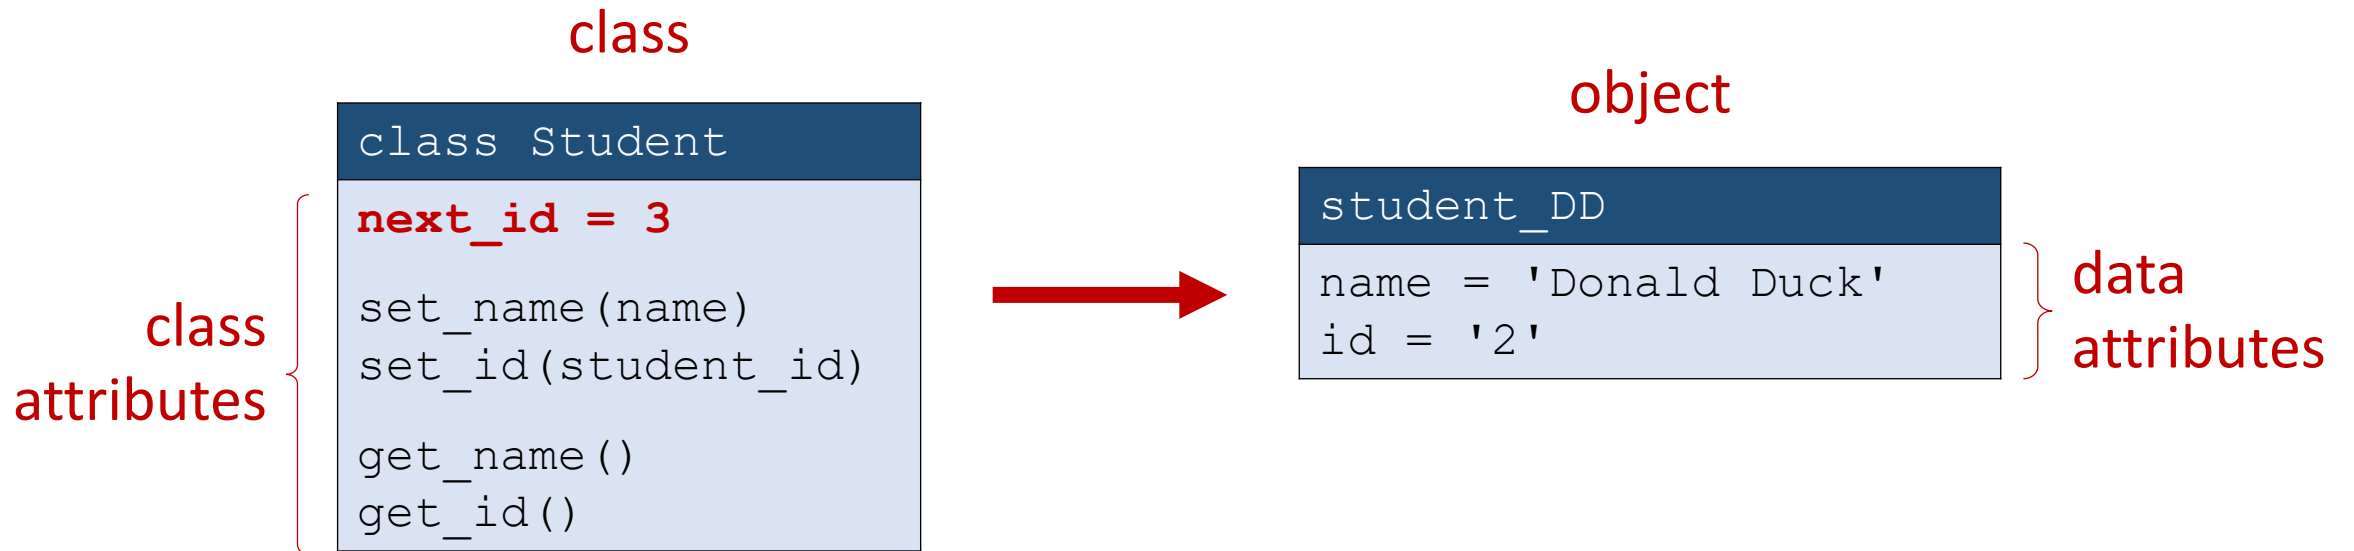 class
class Student
class
attributes
next_id = 3
set_name(name)
set_id(student_id)
get_name()
get_id()
object
student_DD
name = 'Donald Duck'
id = '2'
data
attributes